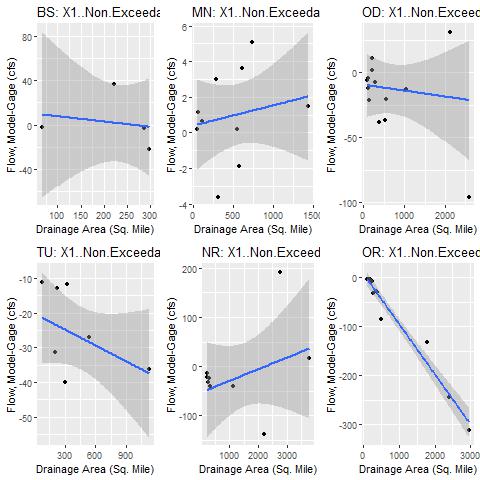 BS: X1..Non.Exceeda
MN: X1..Non.Exceed
OD: X1..Non.Exceed
Flow, Model-Gage (cfs)
80
40
0
-40
100
150
200
250
300
Drainage Area (Sq. Mile)
Flow, Model-Gage (cfs)
6
4
2
0
-2
-4
0
500
1000
150
Drainage Area (Sq. Mile)
Flow, Model-Gage (cfs)
0
-50
-100
0
1000
2000
Drainage Area (Sq. Mile)
TU: X1..Non.Exceeda
NR: X1..Non.Exceed
OR: X1..Non.Exceed
Flow, Model-Gage (cfs)
-10
-20
-30
-40
-50
300
600
900
Drainage Area (Sq. Mile)
Flow, Model-Gage (cfs)
200
100
0
-100
1000
2000
3000
Drainage Area (Sq. Mile)
Flow, Model-Gage (cfs)
0
-100
-200
-300
0
1000
2000
3000
Drainage Area (Sq. Mile)